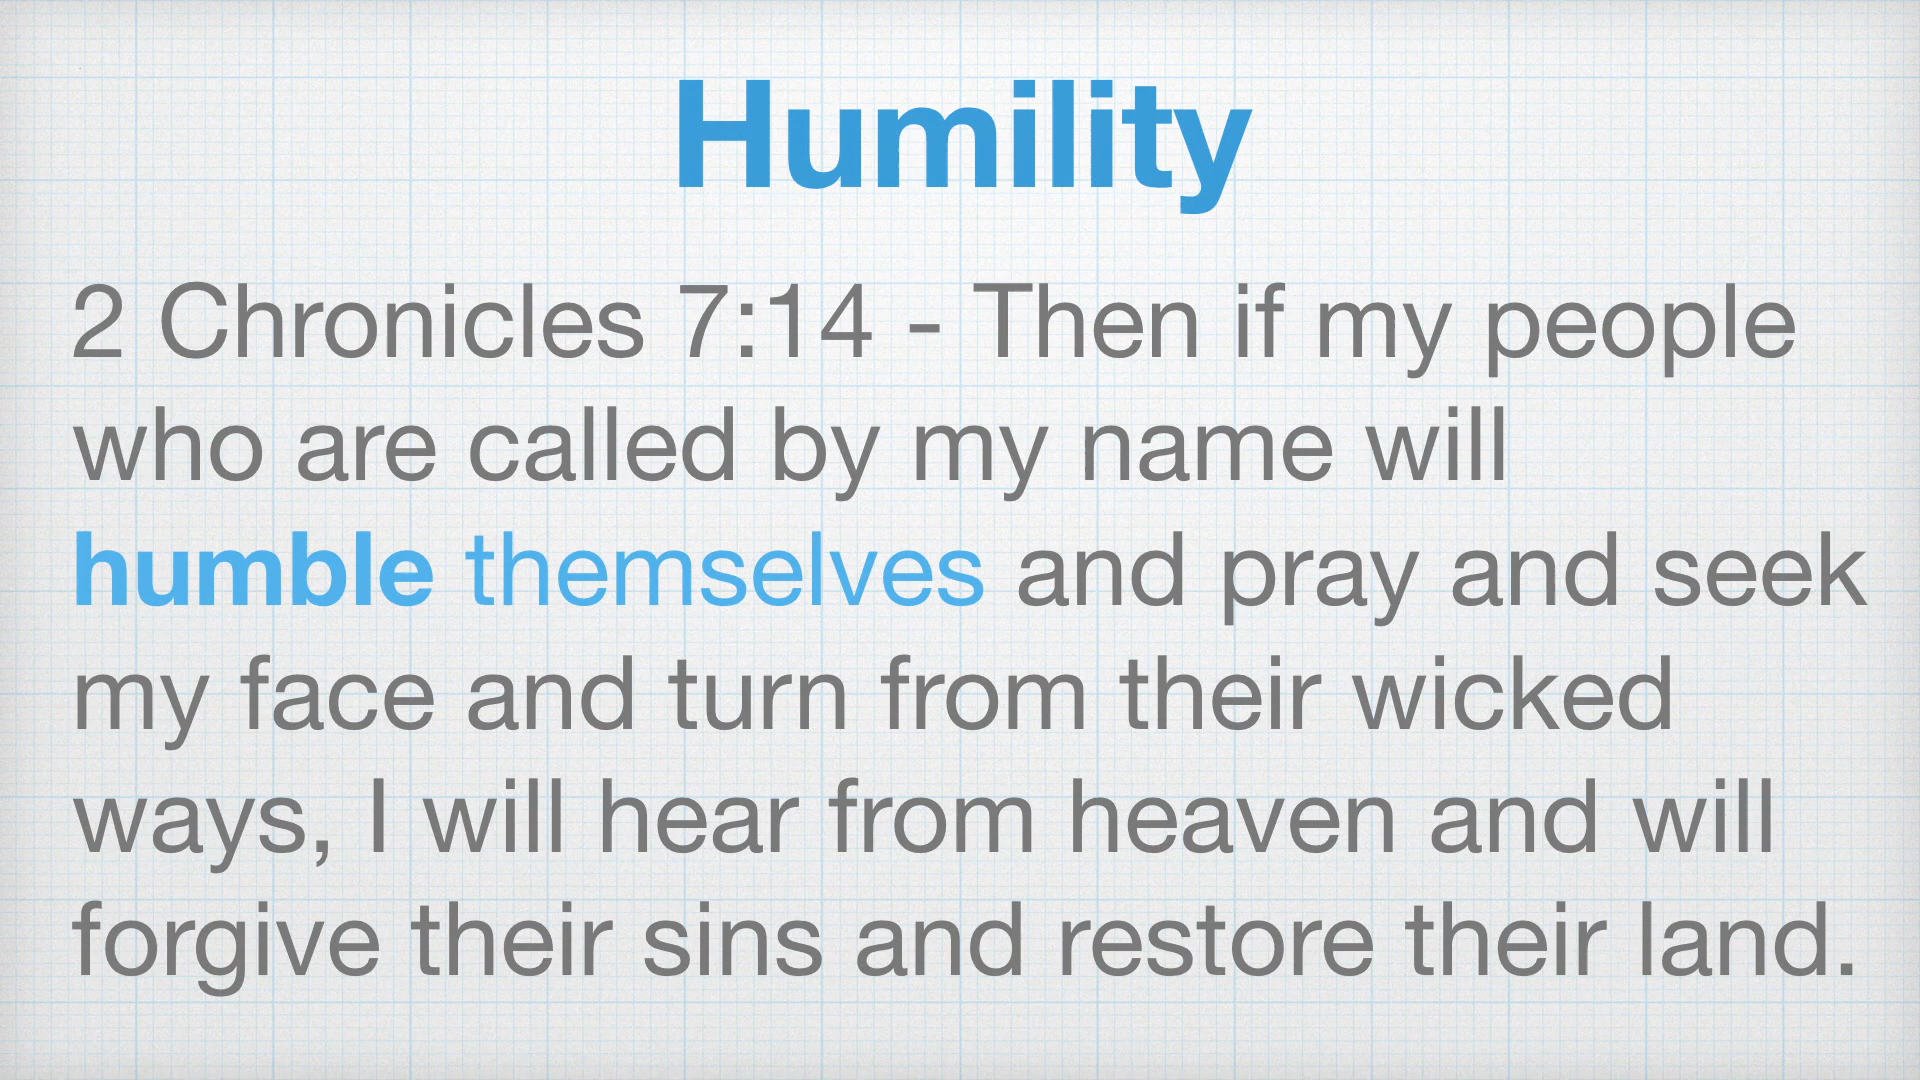 Humility
2 Chronicles 7:14 - Then if my people
who are called by my name will
humble themselves and pray and seek
my face and turn from their wicked
ways, I will hear from heaven and will
forgive their sins and restore their land.